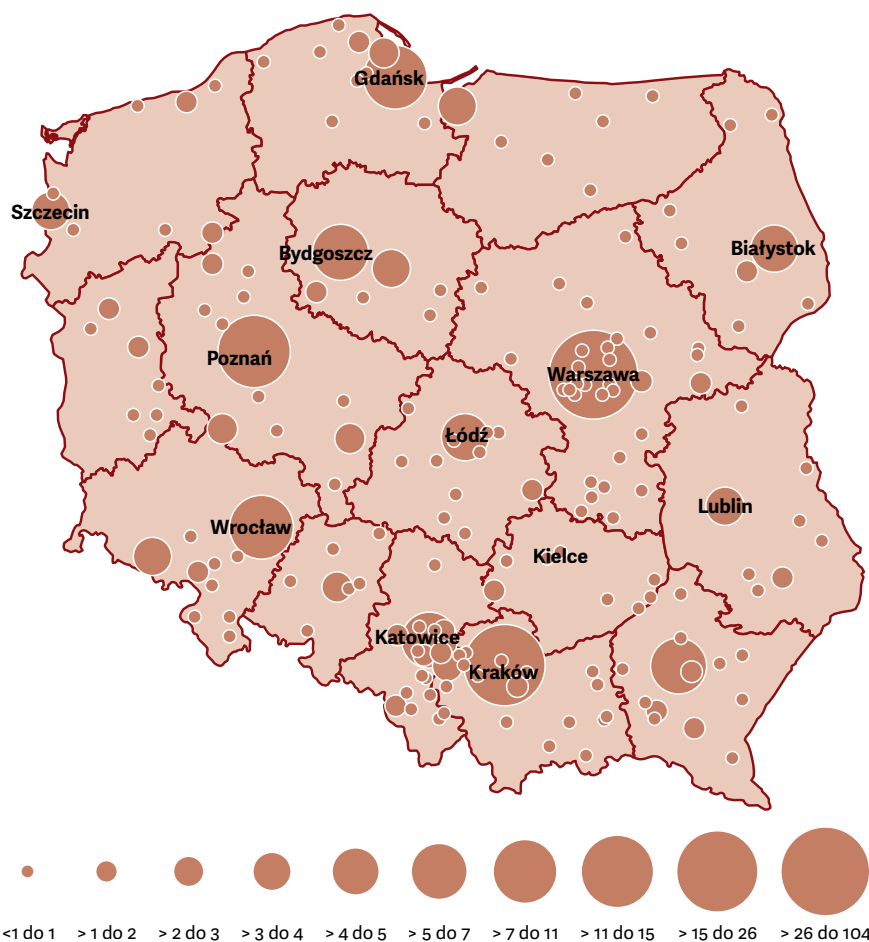 Gdańsk
Szczecin
Bydgoszcz
Białystok
Poznań
Warszawa
Łódź
Lublin
Wrocław
Kielce
Katowice
Kraków
<1 do 1 > 1 do 2 > 2 do 3 > 3 do 4 > 4 do 5 > 5 do 7 > 7 do 11 > 11 do 15 > 15 do 26 > 26 do 104